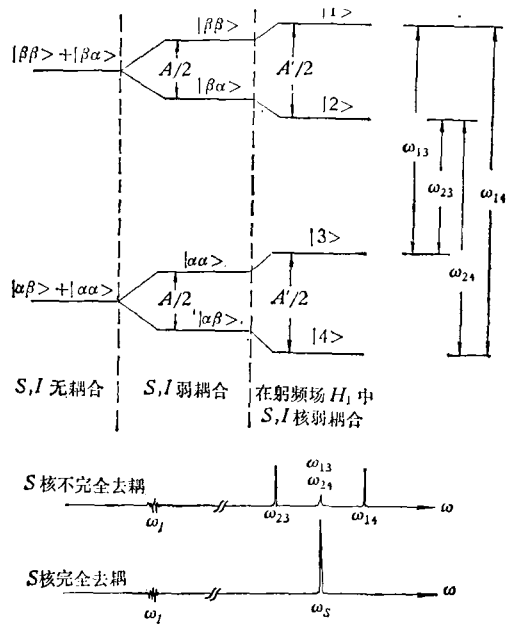 |1>
|ββ>
|ββ>+|βα>
A/2
A'/2
|βα>
|2>
ω13
ω23
ω14
ω24
|3>
|αα>
|αβ>+|αα>
A/2
A'/2
|αβ>
|4>
S,I 无耦合
S,I 弱耦合
在射频场 H1 中
S,I 核弱耦合
S 核不完全去耦
ω13
ω24
ωI
ω23
ω14
ω
S核完全去耦
ωI
ωS
ω